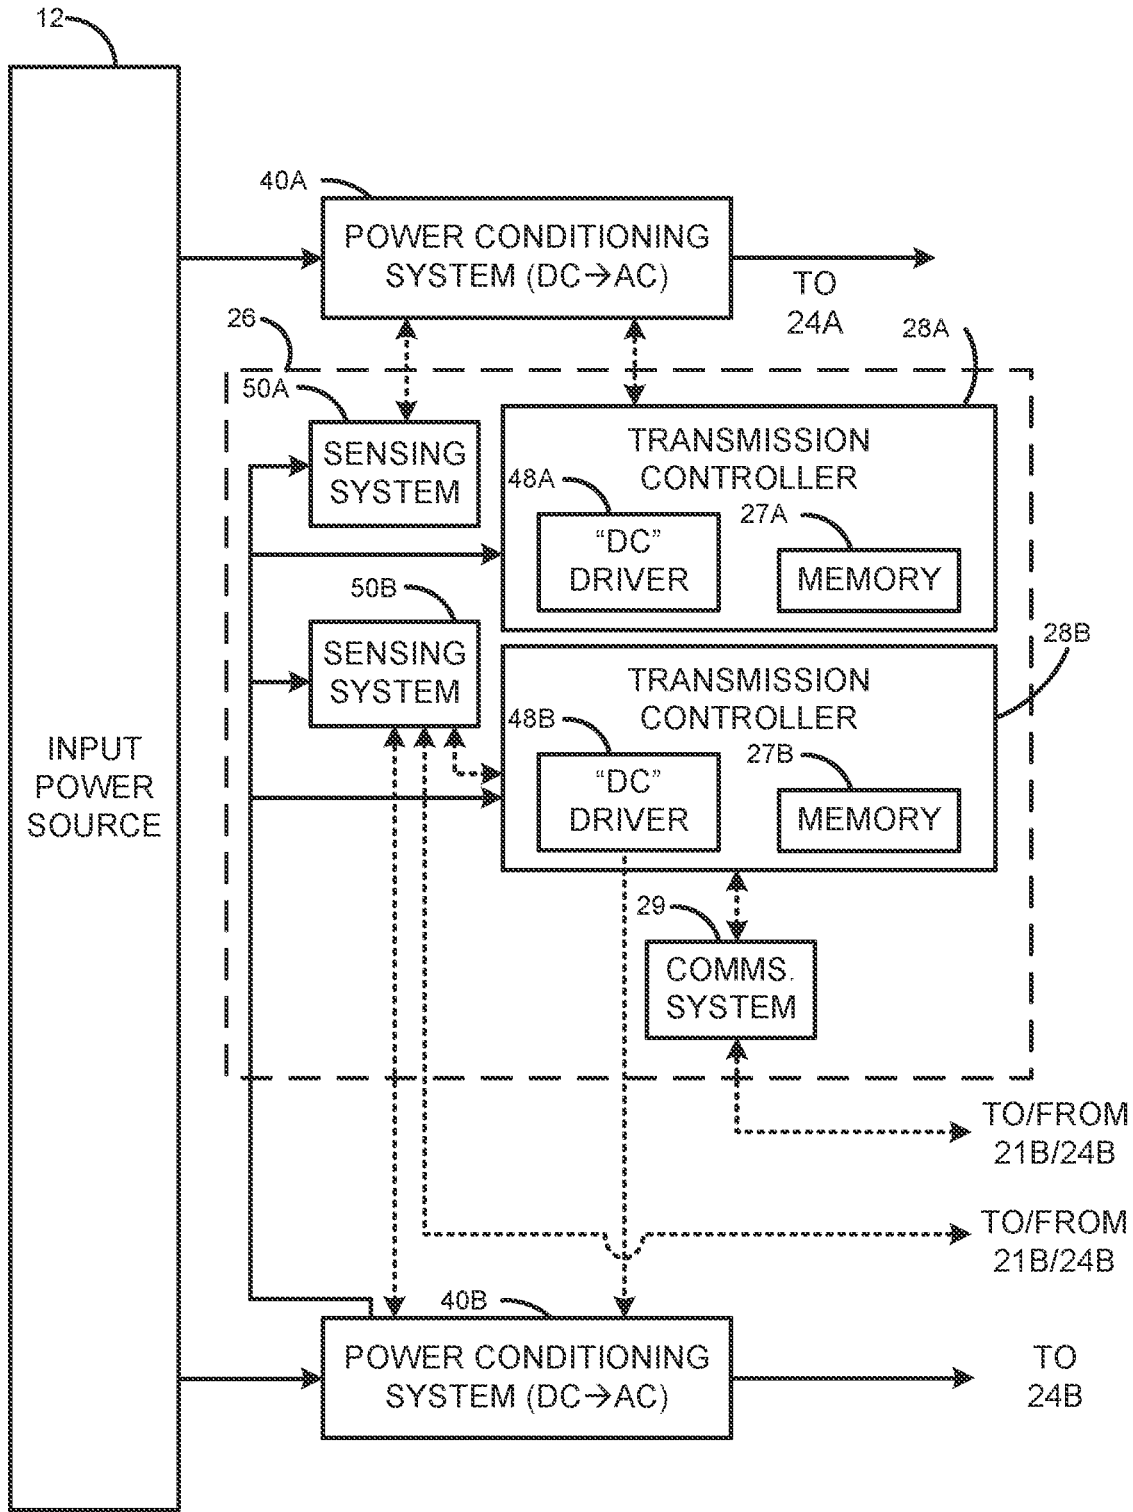 12
40A
POWER CONDITIONING
SYSTEM (DC→AC)
TO
24A
26
28A
50A
SENSING
SYSTEM
TRANSMISSION
CONTROLLER
48A
"DC"
DRIVER
27A
MEMORY
50B
SENSING
SYSTEM
28B
TRANSMISSION
CONTROLLER
48B
"DC"
DRIVER
27B
MEMORY
INPUT
POWER
SOURCE
29
COMMS.
SYSTEM
TO/FROM
21B/24B
TO/FROM
21B/24B
40B
POWER CONDITIONING
SYSTEM (DC→AC)
TO
24B